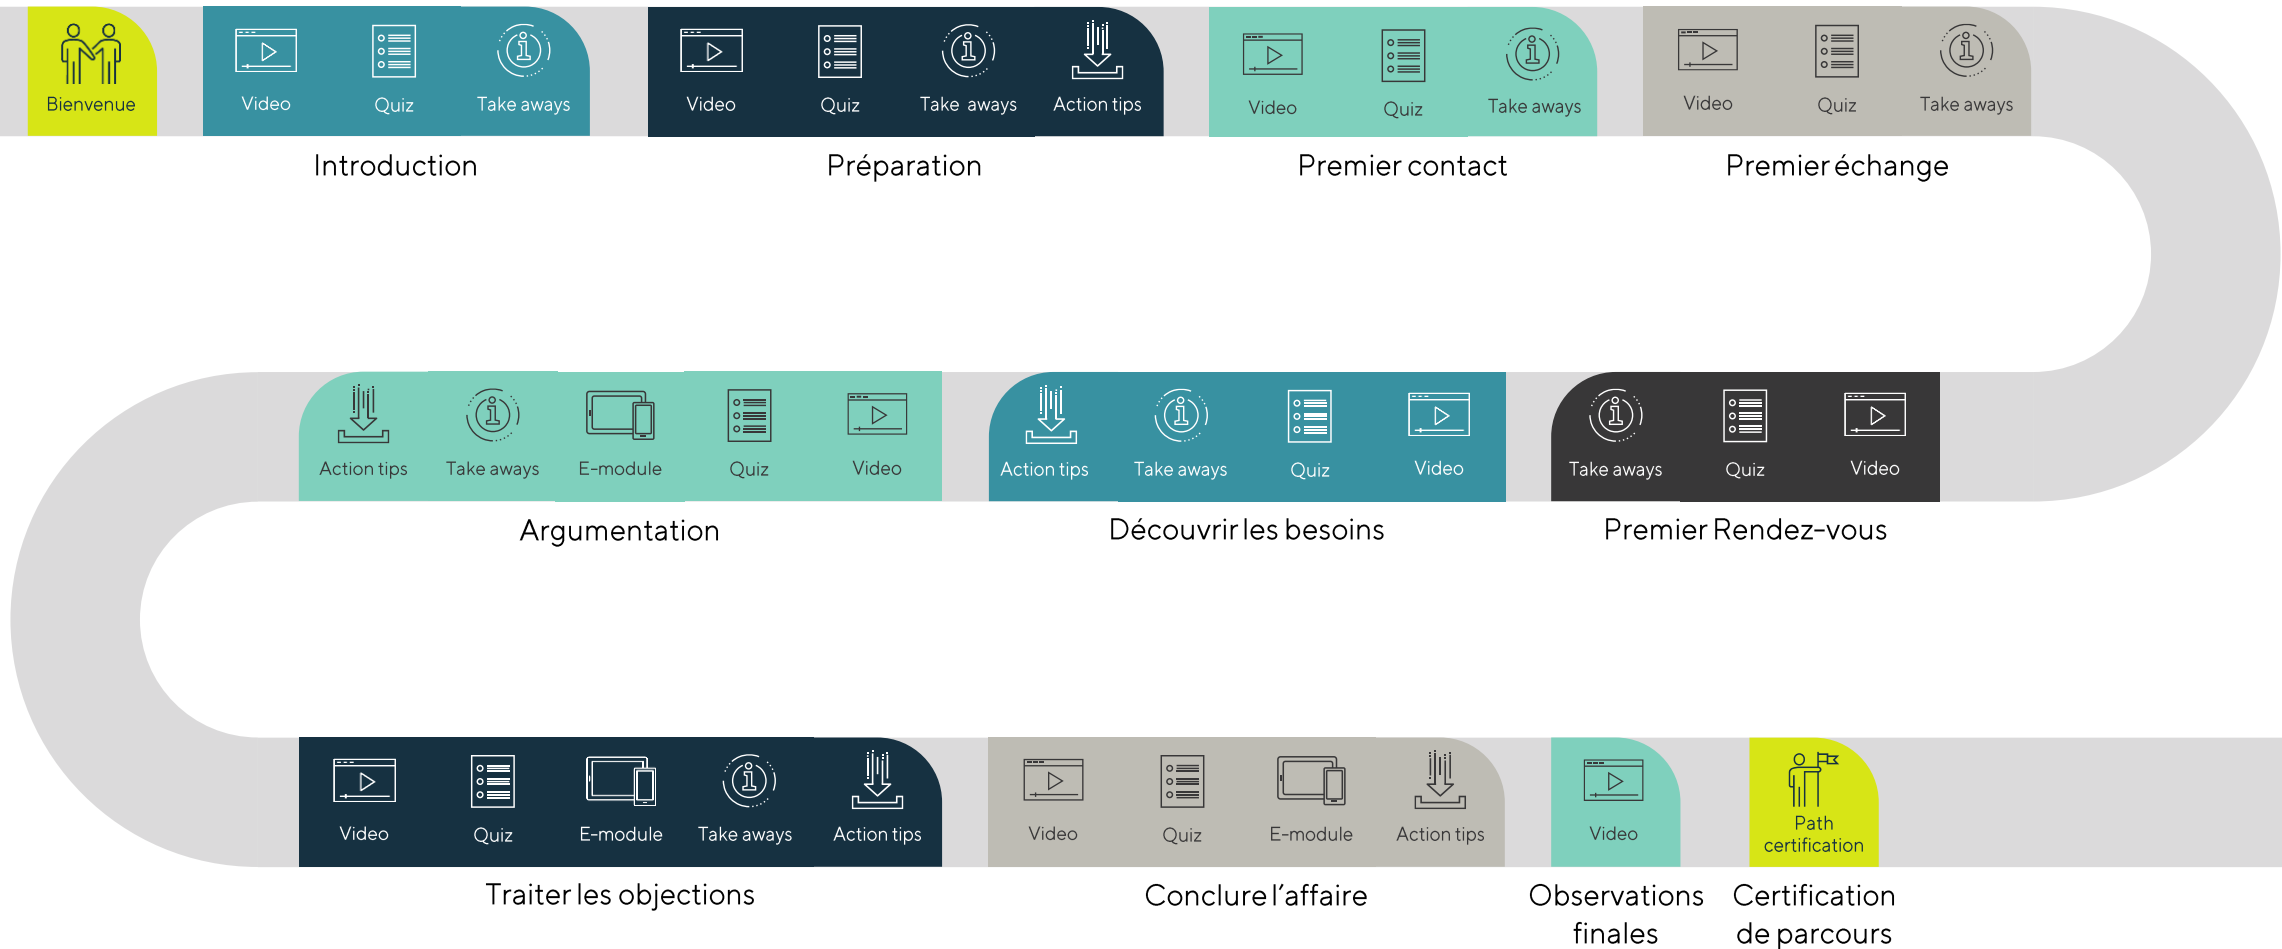 Bienvenue
Video Quiz Take aways
Introduction
Video Quiz Take aways Action tips
Préparation
Video Quiz Take aways
Premier contact
Video Quiz Take aways
Premier échange
Action tips Take aways E-module Quiz Video
Argumentation
Action tips Take aways Quiz Video
Découvrir les besoins
Take aways Quiz Video
Premier Rendez-vous
Video Quiz E-module Take aways Action tips
Traiter les objections
Video Quiz E-module Action tips
Conclure l’affaire
Video
Observations
finales
Path
certification
Certification
de parcours